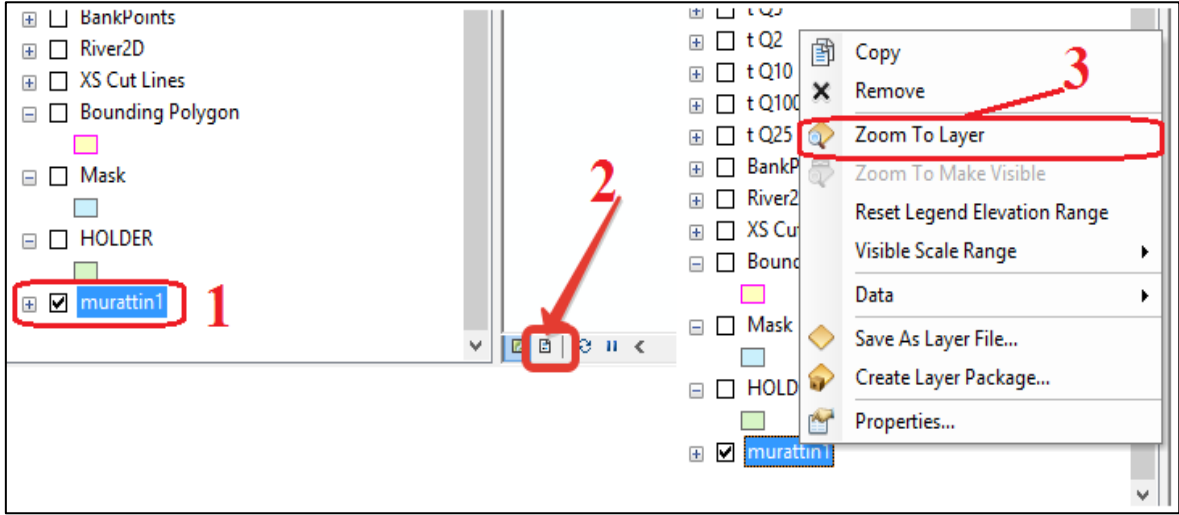 BankPoints
River2D
XS Cut Lines
Bounding Polygon
Mask
HOLDER
murattin1
1
2
t Q2
t Q10
t Q100
t Q25
BankP
River2
XS Cu
Bound
Mask
HOLD
murattin1
Copy
Remove
3
Zoom To Layer
Zoom To Make Visible
Reset Legend Elevation Range
Visible Scale Range
Data
Save As Layer File...
Create Layer Package...
Properties...